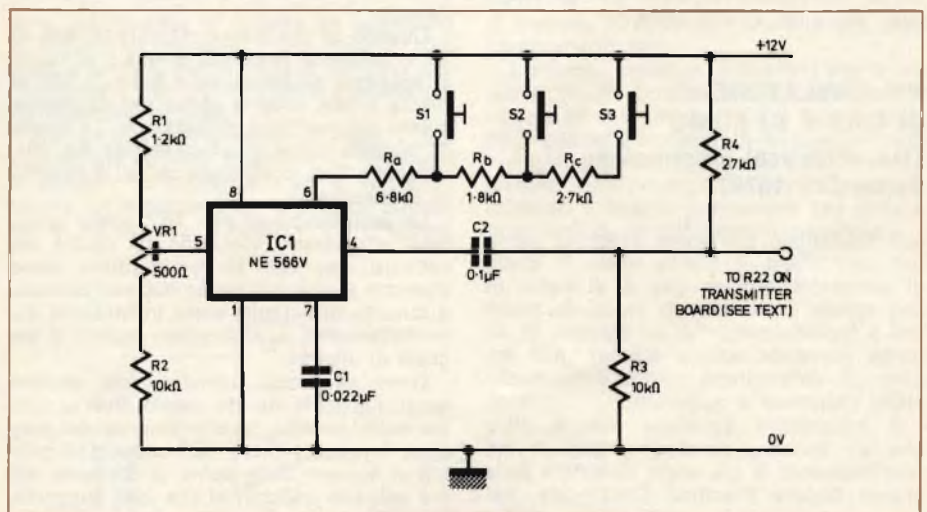 +12V
S1
S2
S3
R1
1·2kΩ
R4
27kΩ
Ra
6·8kΩ
Rb
1·8kΩ
Rc
2·7kΩ
8
6
VR1
500Ω
5
IC1
NE 566V
4
C2
0·1µF
TO R22 ON
TRANSMITTER
BOARD (SEE TEXT)
1
7
R2
10kΩ
C1
0·022µF
R3
10kΩ
0V